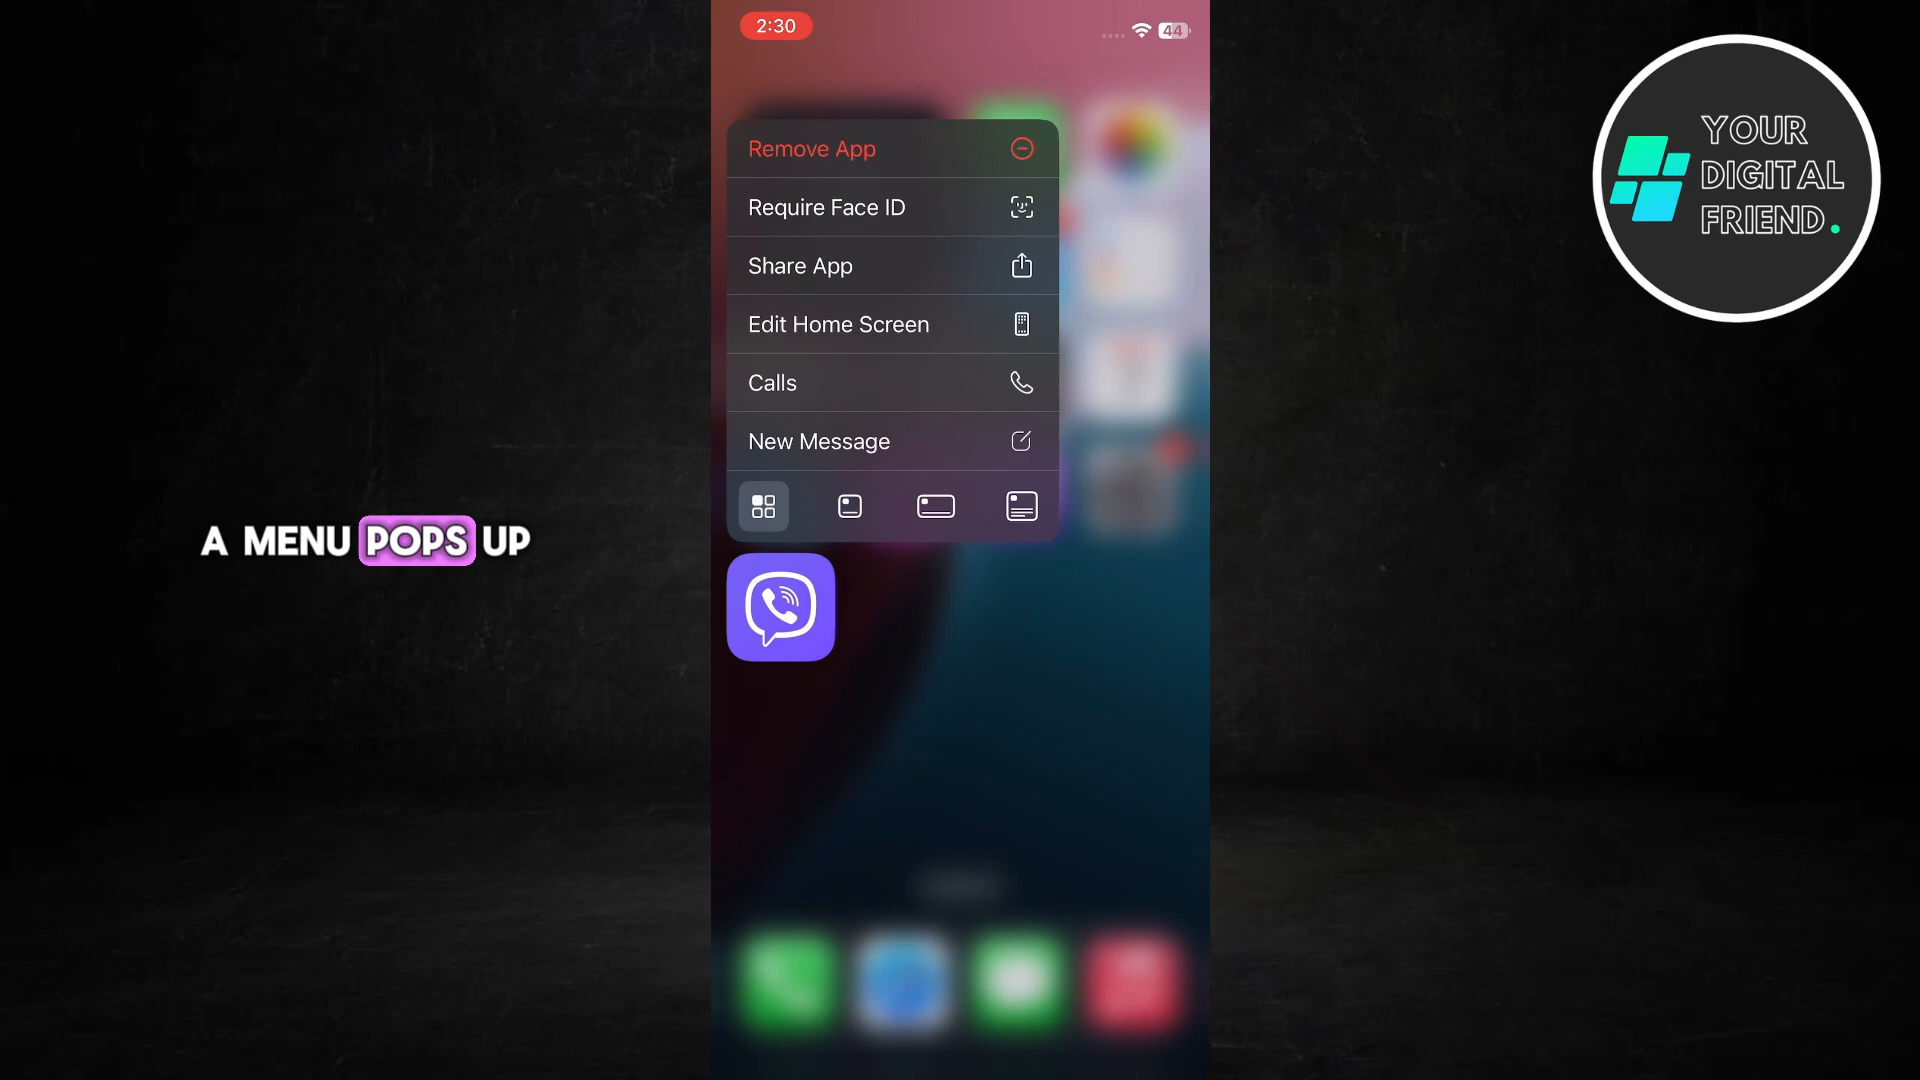 2:30
44
Remove App
Require Face ID
Share App
Edit Home Screen
Calls
New Message
A MENU POPS UP
YOUR
DIGITAL
FRIEND.